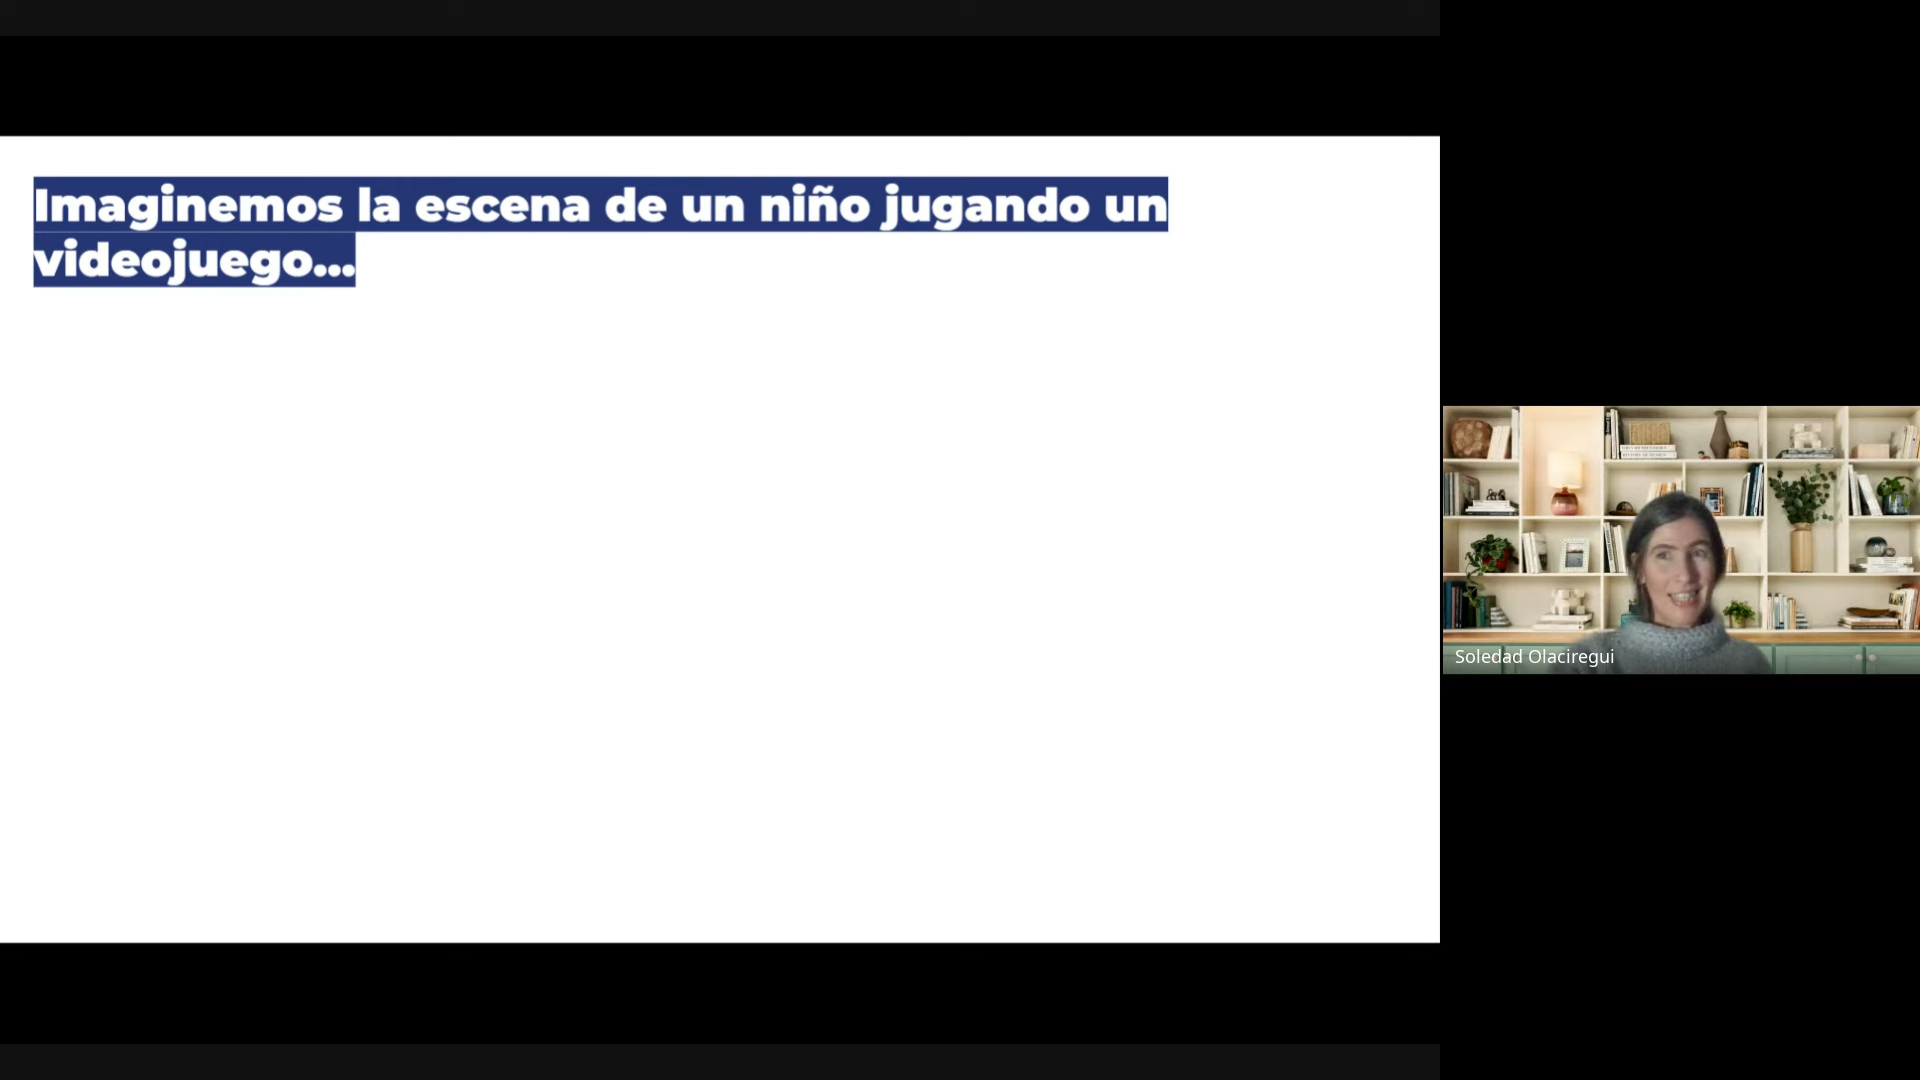 Imaginemos la escena de un niño jugando un
videojuego...
Soledad Olaciregui